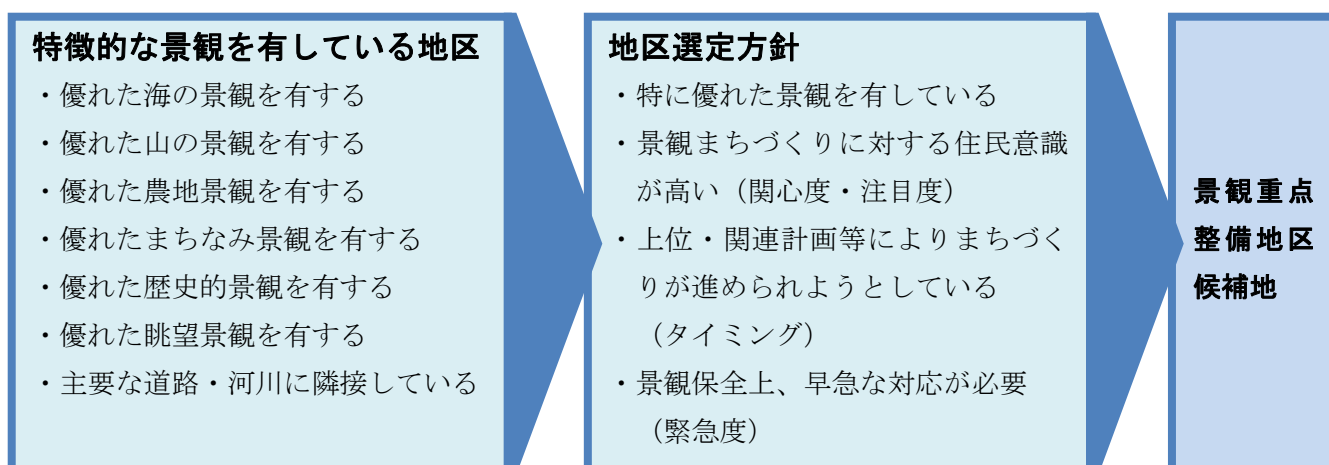 特徴的な景観を有している地区
・優れた海の景観を有する
・優れた山の景観を有する
・優れた農地景観を有する
・優れたまちなみ景観を有する
・優れた歴史的景観を有する
・優れた眺望景観を有する
・主要な道路・河川に隣接している
地区選定方針
・特に優れた景観を有している
・景観まちづくりに対する住民意識
が高い（関心度・注目度）
・上位・関連計画等によりまちづく
りが進められようとしている
（タイミング）
・景観保全上、早急な対応が必要
（緊急度）
景観重点
整備地区
候補地